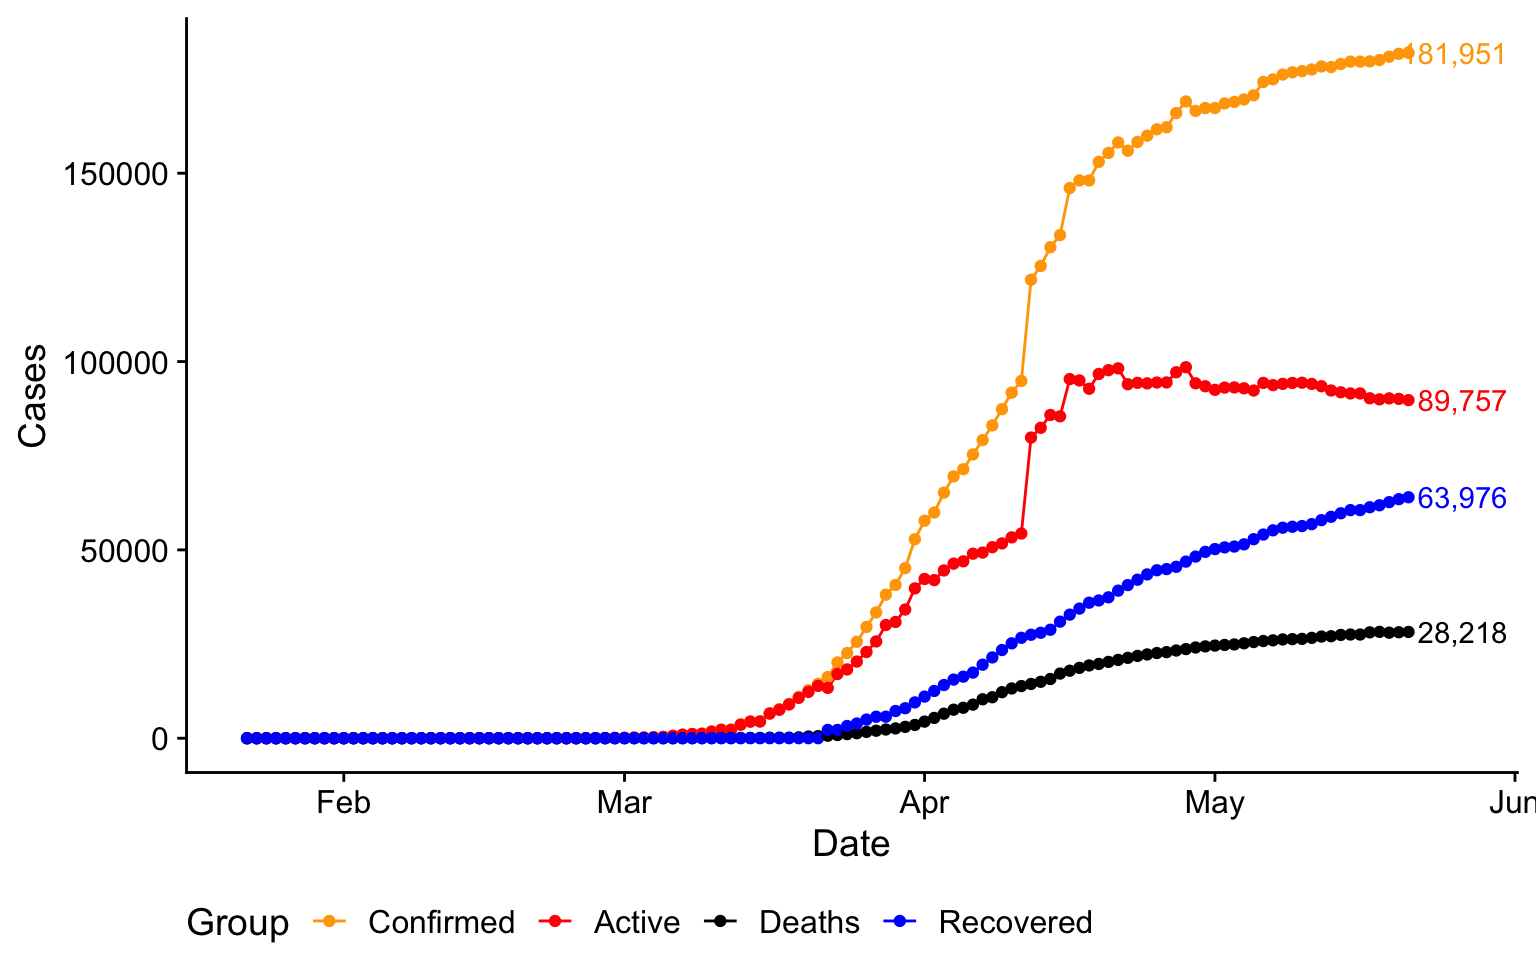 181,951
150000
100000
89,757
63,976
50000
28,218
0
Cases
Feb Mar Apr May Jun
Date
Group Confirmed Active Deaths Recovered